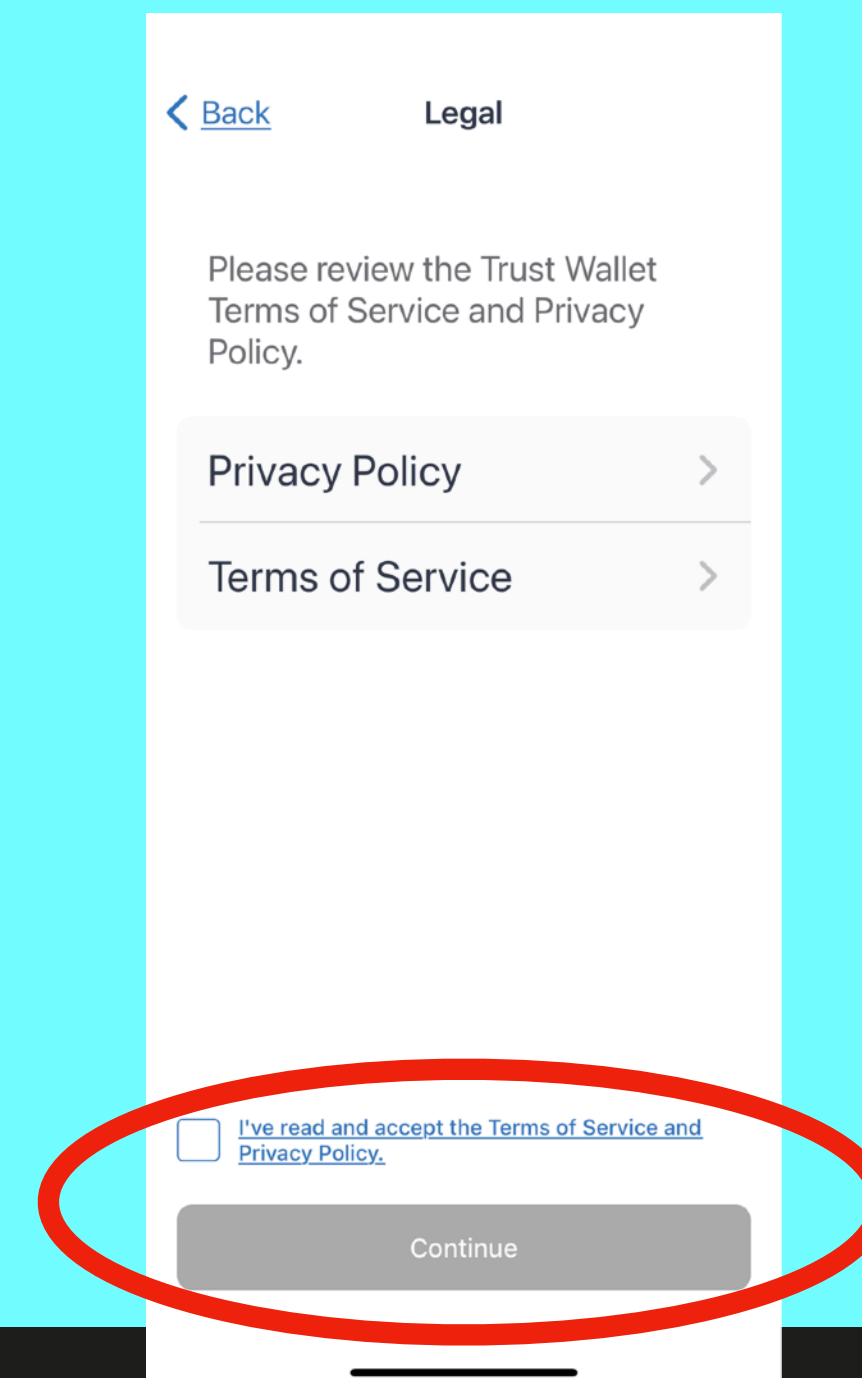 Back
Legal
Please review the Trust Wallet
Terms of Service and Privacy
Policy.
Privacy Policy
Terms of Service
I've read and accept the Terms of Service and
Privacy Policy.
Continue